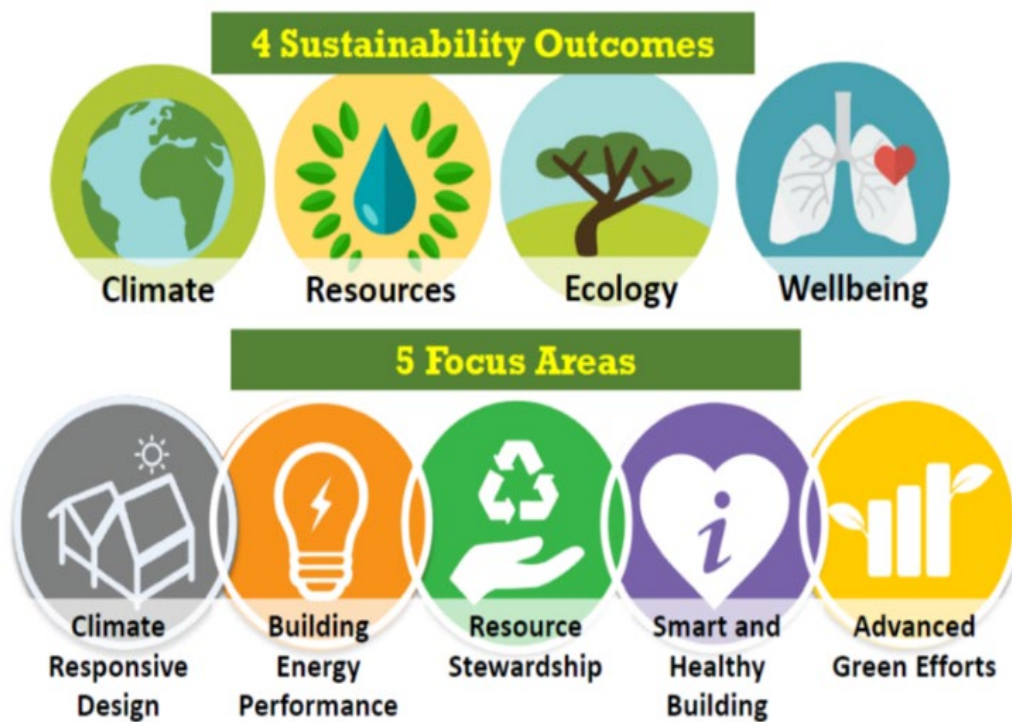 4 Sustainability Outcomes
Climate
Resources
Ecology
Wellbeing
5 Focus Areas
Climate
Responsive
Design
Building
Energy
Performance
Resource
Stewardship
Smart and
Healthy
Building
Advanced
Green Efforts
i